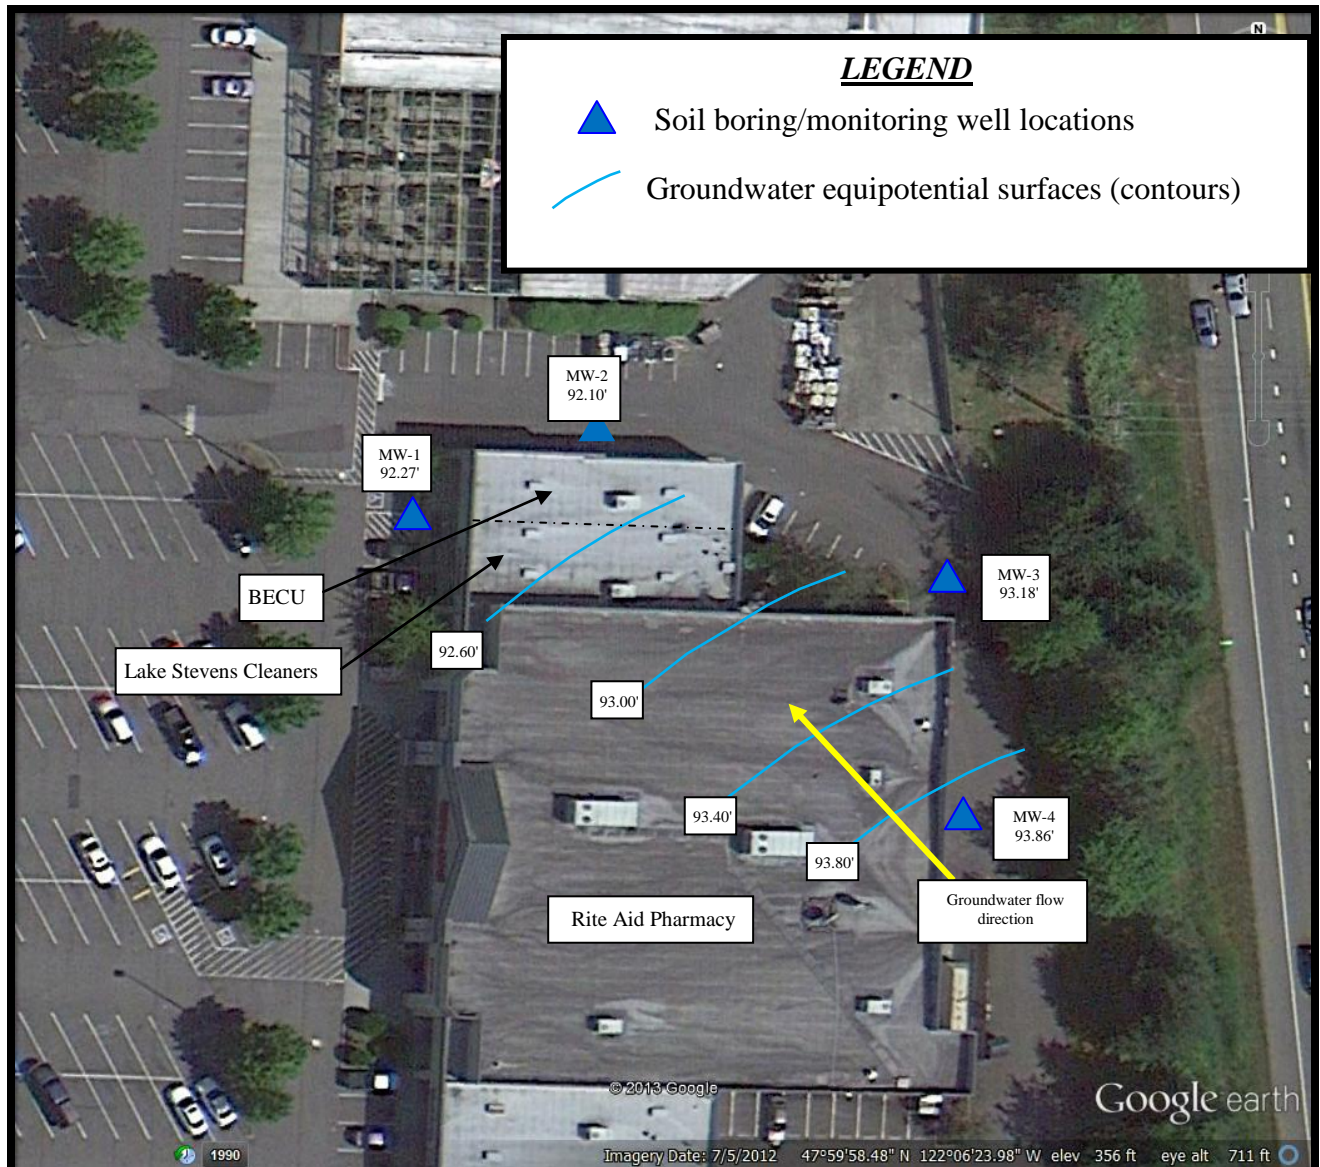 N
LEGEND
Soil boring/monitoring well locations
Groundwater equipotential surfaces (contours)
MW-2
92.10'
MW-1
92.27'
MW-3
93.18'
BECU
92.60'
Lake Stevens Cleaners
93.00'
93.40'
MW-4
93.86'
93.80'
Rite Aid Pharmacy
Groundwater flow
direction
© 2013 Google
Google earth
1990
Imagery Date: 7/5/2012 47°59'58.48" N 122°06'23.98" W elev 356 ft eye alt 711 ft